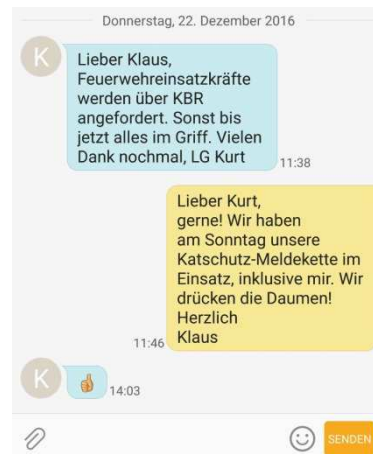 Donnerstag, 22. Dezember 2016
K
Lieber Klaus,
Feuerwehreinsatzkräfte
werden über KBR
angefordert. Sonst bis
jetzt alles im Griff. Vielen
Dank nochmal, LG Kurt
11:38
Lieber Kurt,
gerne! Wir haben
am Sonntag unsere
Katschutz-Meldekette im
Einsatz, inklusive mir. Wir
drücken die Daumen!
Herzlich
Klaus
11:46
K
14:03
SENDEN